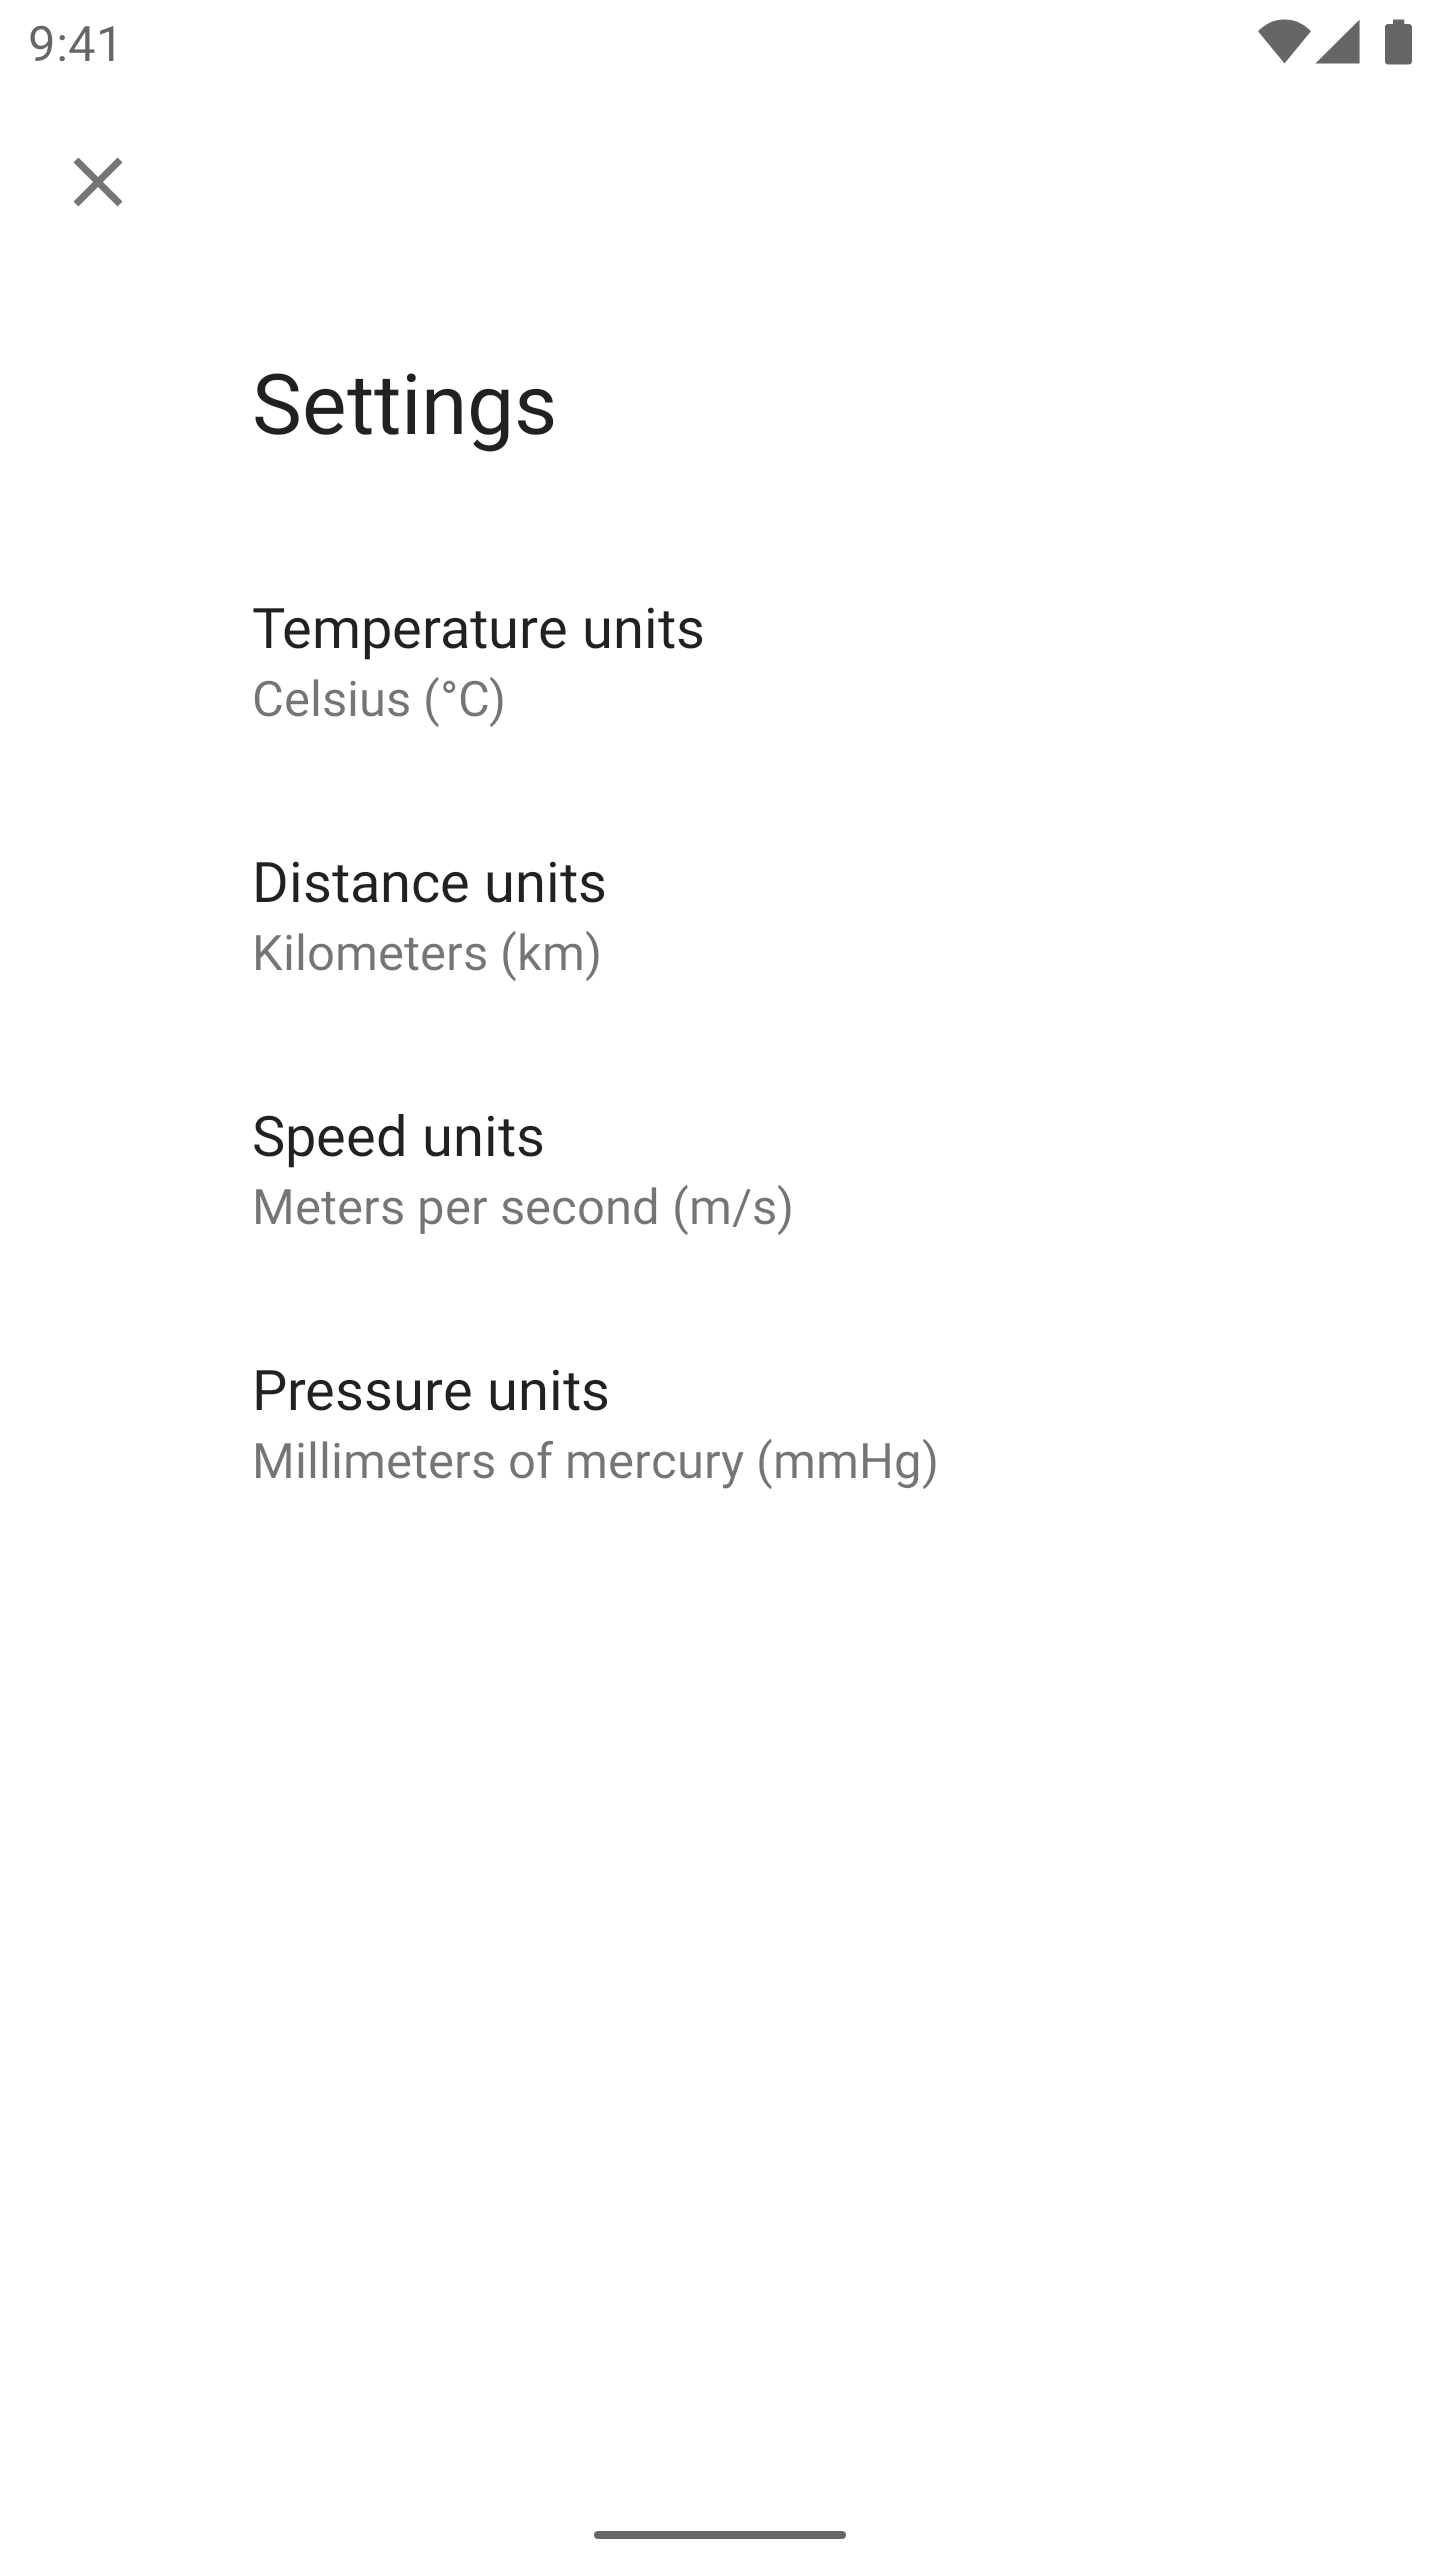 9:41
Settings
Temperature units
Celsius (°C)
Distance units
Kilometers (km)
Speed units
Meters per second (m/s)
Pressure units
Millimeters of mercury (mmHg)